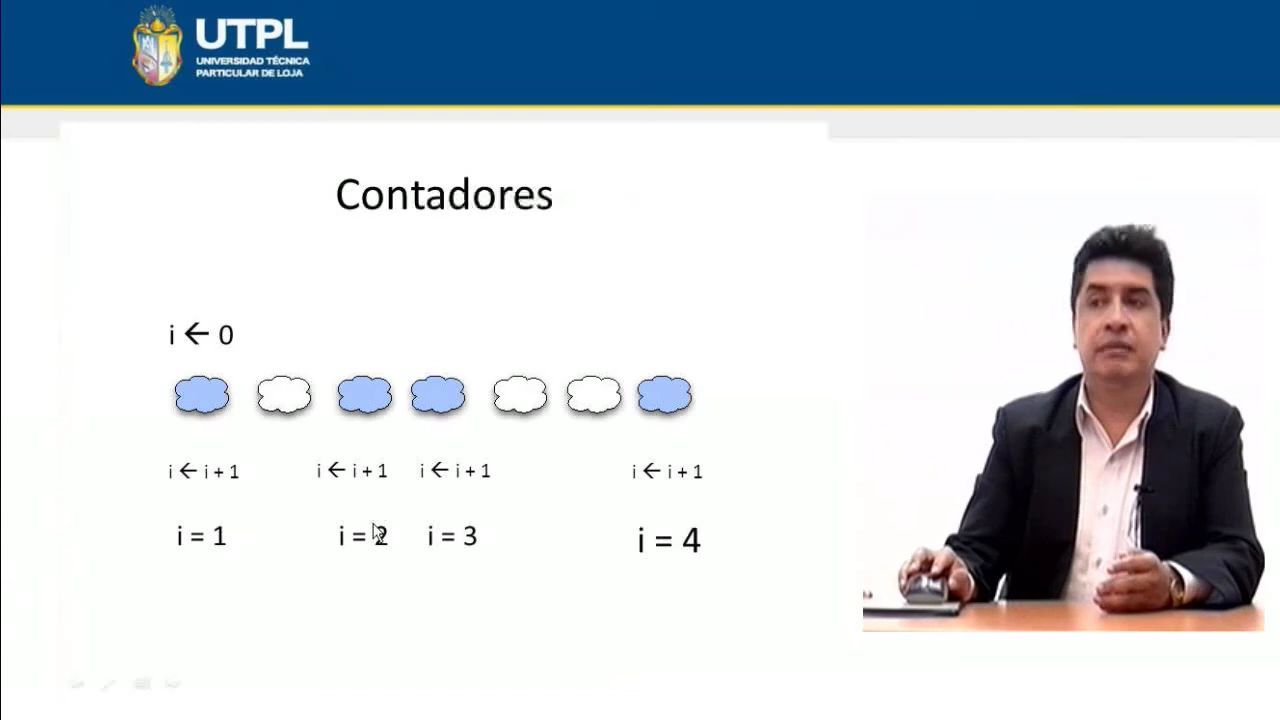 UTPL
UNIVERSIDAD TÉCNICA
PARTICULAR DE LOJA
Contadores
i ← 0
i ← i + 1 i ← i + 1 i ← i + 1 i ← i + 1
i = 1 i = 2 i = 3 i = 4